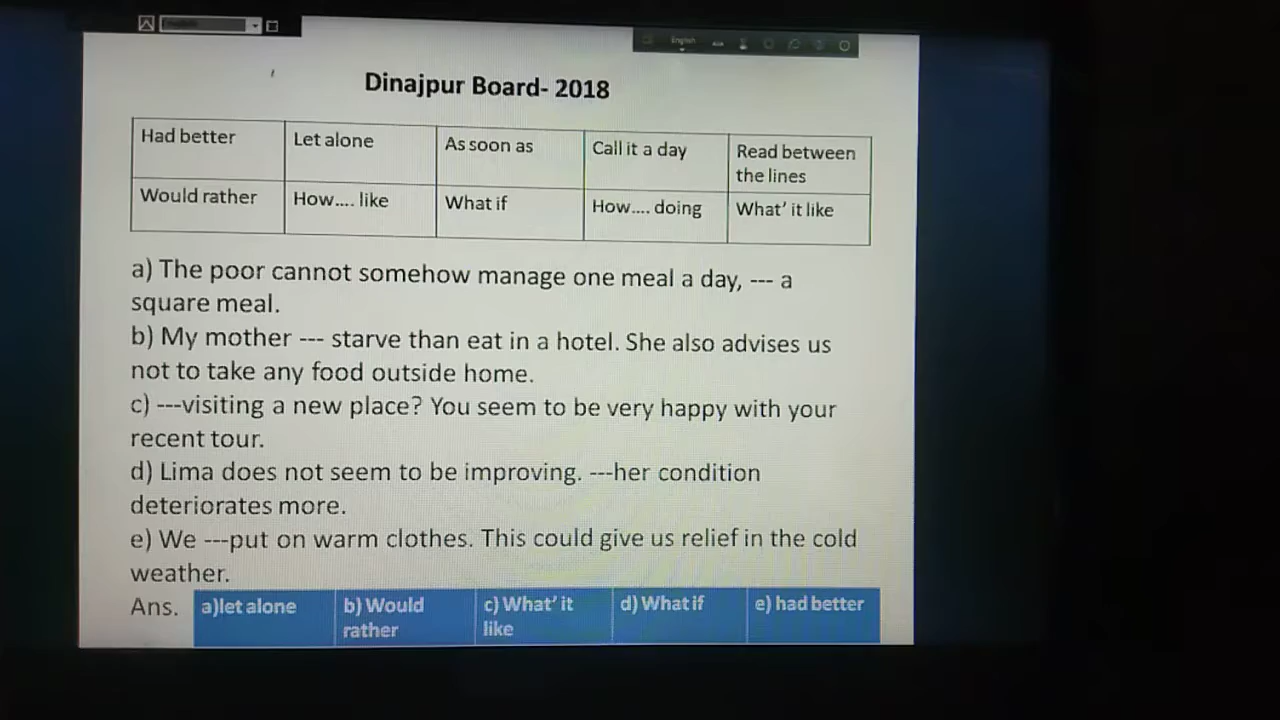 English
Dinajpur Board- 2018
Had better
Let alone
As soon as
Call it a day
Read between
the lines
Would rather
How.... like
What if
How.... doing
What' it like
a) The poor cannot somehow manage one meal a day, --- a
square meal.
b) My mother --- starve than eat in a hotel. She also advises us
not to take any food outside home.
c) ---visiting a new place? You seem to be very happy with your
recent tour.
d) Lima does not seem to be improving. ---her condition
deteriorates more.
e) We ---put on warm clothes. This could give us relief in the cold
weather.
Ans.
a)let alone
b) Would
rather
c) What' it
like
d) What if
e) had better